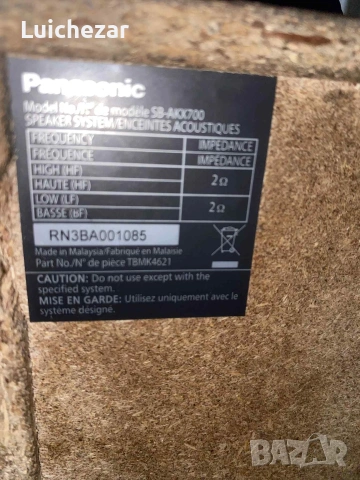 Luichezar
Panasonic
Model No./N° de modèle SB-AKX700
SPEAKER SYSTEM/ENCEINTES ACOUSTIQUES
FREQUENCY IMPEDANCE
FRÉQUENCE IMPÉDANCE
HIGH (HF)
HAUTE (HF) 2Ω
LOW (LF)
BASSE (BF) 2Ω
RN3BA001085
Made in Malaysia/Fabriqué en Malaisie
Part No./N° de pièce TBMK4621
CAUTION: Do not use except with the
specified system.
MISE EN GARDE: Utilisez uniquement avec le
système désigné.
BAZAR